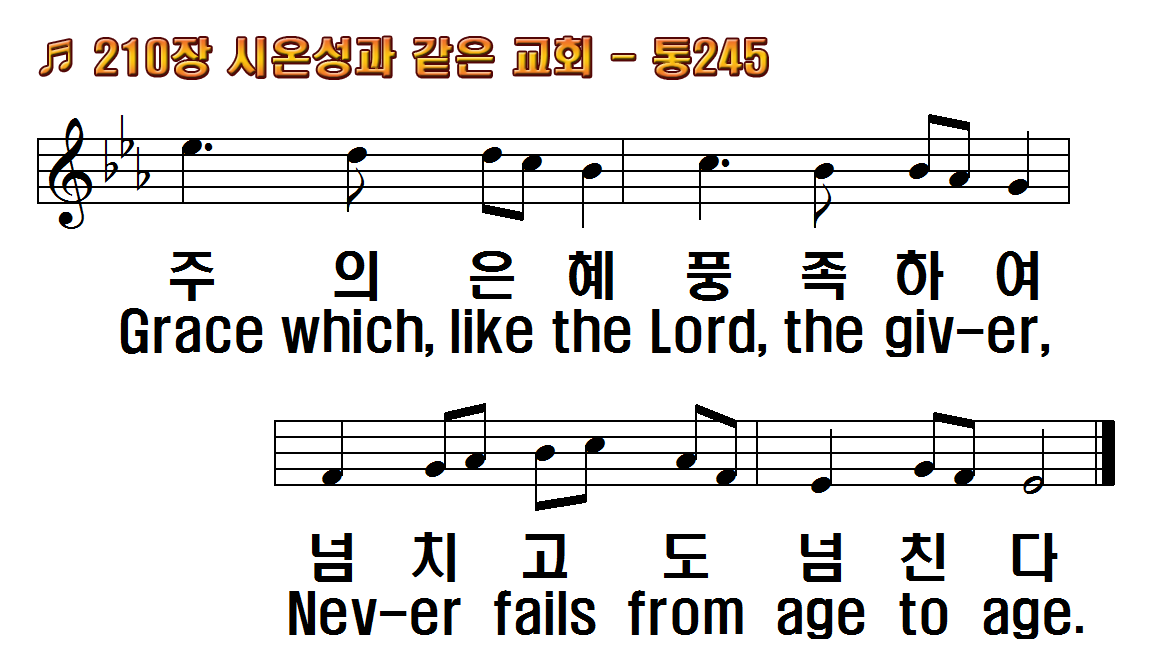 ♬ 210장 시온성과 같은 교회 - 통245
주 의 은 혜 풍 족 하 여
Grace which, like the Lord, the giv-er,
넘 치 고 도 넘 친 다
Nev-er fails from age to age.